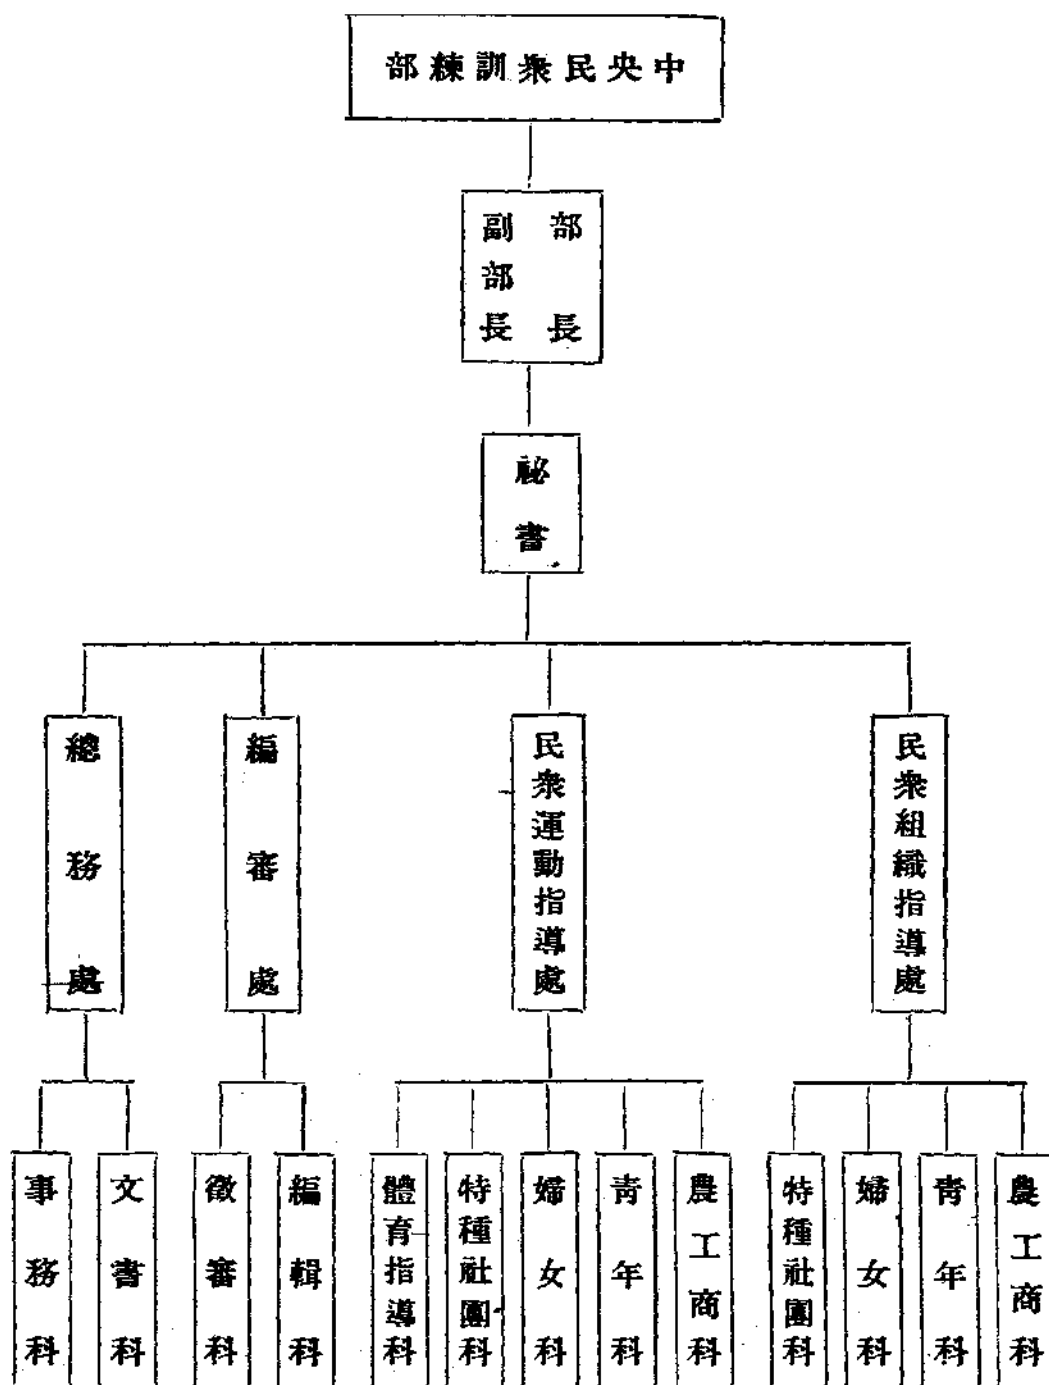 中央民衆訓練部
部長
副部長
祕書
民衆組織指導處
民衆運動指導處
編審處
總務處
農工商科
青年科
婦女科
特種社團科
農工商科
青年科
婦女科
特種社團科
體育指導科
編輯科
徵審科
文書科
事務科